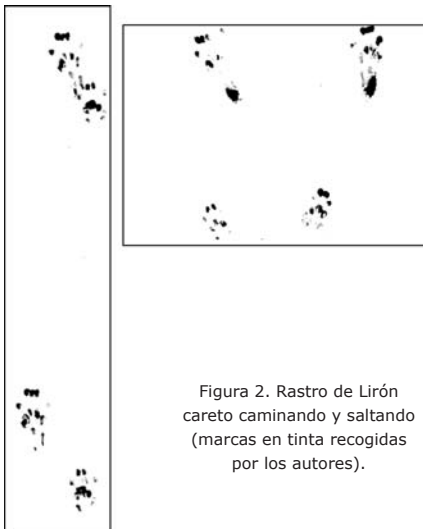 Figura 2. Rastro de Lirón
careto caminando y saltando
(marcas en tinta recogidas
por los autores).